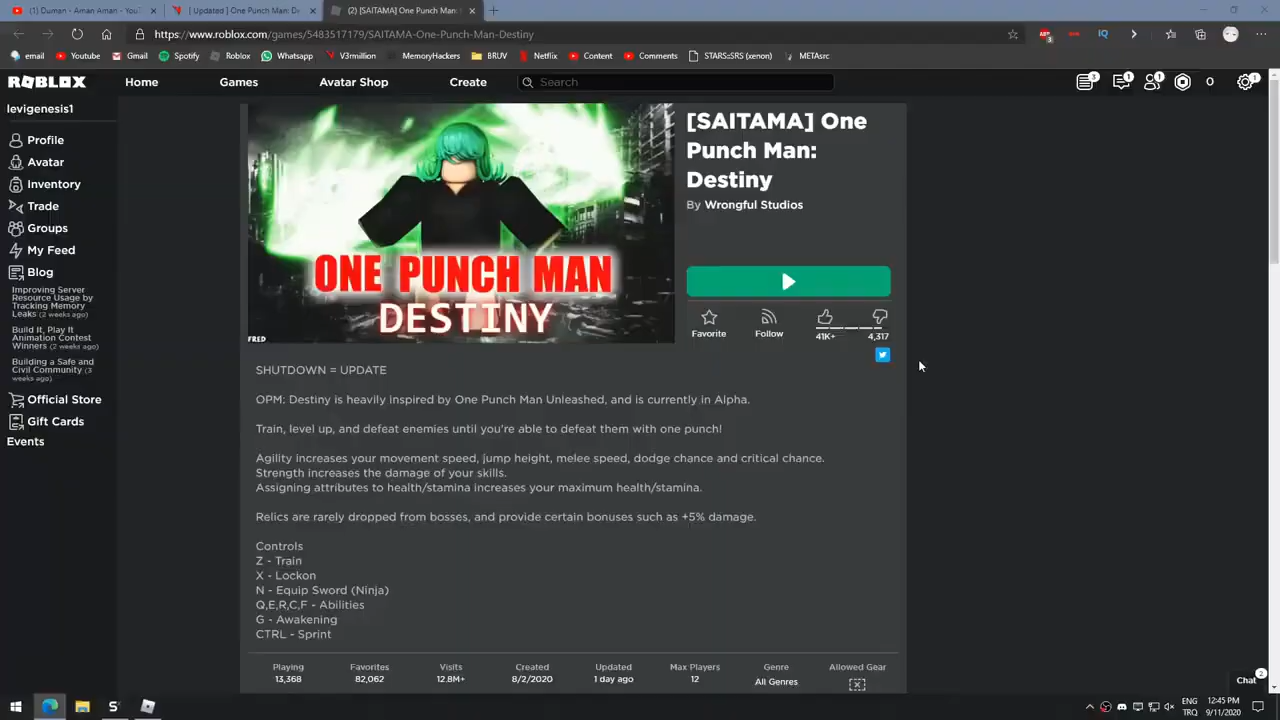 (1) Duman - Aman Aman - YouT
[ Updated ] One Punch Man: De
(2) [SAITAMA] One Punch Man:
https://www.roblox.com/games/5483517179/SAITAMA-One-Punch-Man-Destiny
email Youtube Gmail Spotify Roblox Whatsapp V3rmillion MemoryHackers BRUV Netflix Content Comments STARS::SRS (xenon) METAsrc
ROBLOX Home Games Avatar Shop Create Search 3 1 1 0 1
levigenesis1
Profile
Avatar
Inventory
Trade
Groups
My Feed
Blog
Improving Server
Resource Usage by
Tracking Memory
Leaks (2 weeks ago)
Build It, Play It
Animation Contest
Winners (2 weeks ago)
Building a Safe and
Civil Community (3
weeks ago)
Official Store
Gift Cards
Events
ONE PUNCH MAN
DESTINY
FRED
[SAITAMA] One
Punch Man:
Destiny
By Wrongful Studios
Favorite Follow 41K+ 4,317
SHUTDOWN = UPDATE
OPM: Destiny is heavily inspired by One Punch Man Unleashed, and is currently in Alpha.
Train, level up, and defeat enemies until you're able to defeat them with one punch!
Agility increases your movement speed, jump height, melee speed, dodge chance and critical chance.
Strength increases the damage of your skills.
Assigning attributes to health/stamina increases your maximum health/stamina.
Relics are rarely dropped from bosses, and provide certain bonuses such as +5% damage.
Controls
Z - Train
X - Lockon
N - Equip Sword (Ninja)
Q,E,R,C,F - Abilities
G - Awakening
CTRL - Sprint
Playing Favorites Visits Created Updated Max Players Genre Allowed Gear
13,368 82,062 12.8M+ 8/2/2020 1 day ago 12 All Genres
Chat 2
ENG 12:45 PM
TRQ 9/11/2020